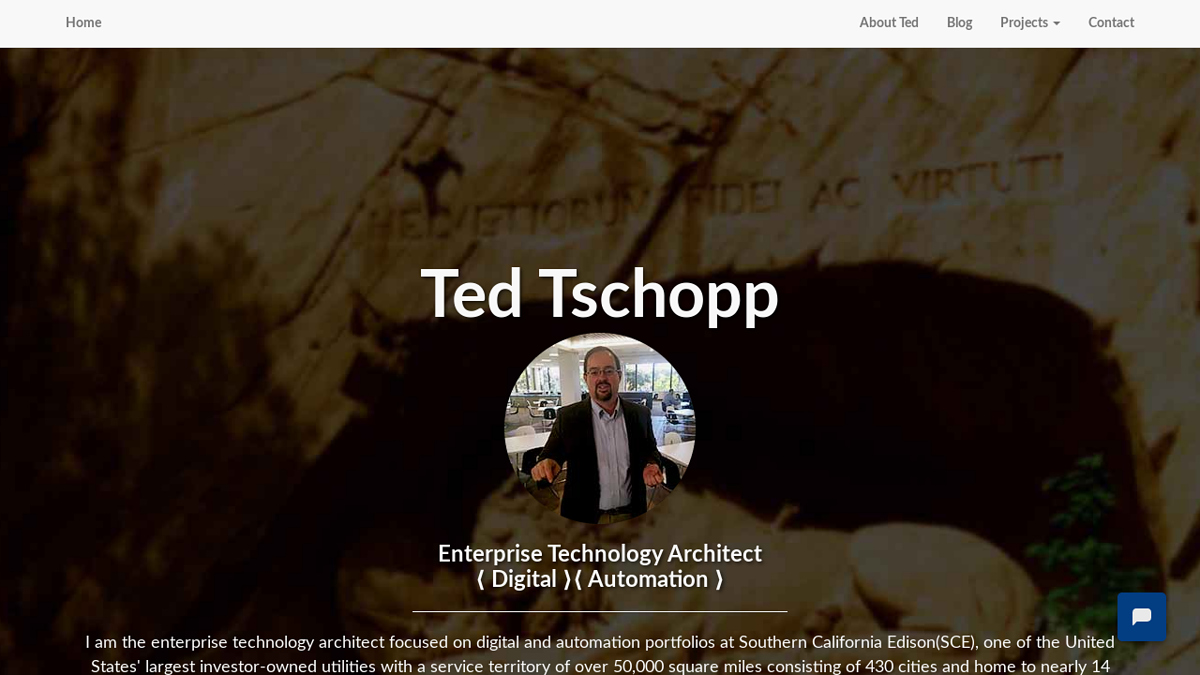 Home
About Ted
Blog
Projects
Contact
HELVETIORUM FIDEI AC VIRTUTI
Ted Tschopp
Enterprise Technology Architect
⟨ Digital ⟩⟨ Automation ⟩
I am the enterprise technology architect focused on digital and automation portfolios at Southern California Edison(SCE), one of the United
States' largest investor-owned utilities with a service territory of over 50,000 square miles consisting of 430 cities and home to nearly 14